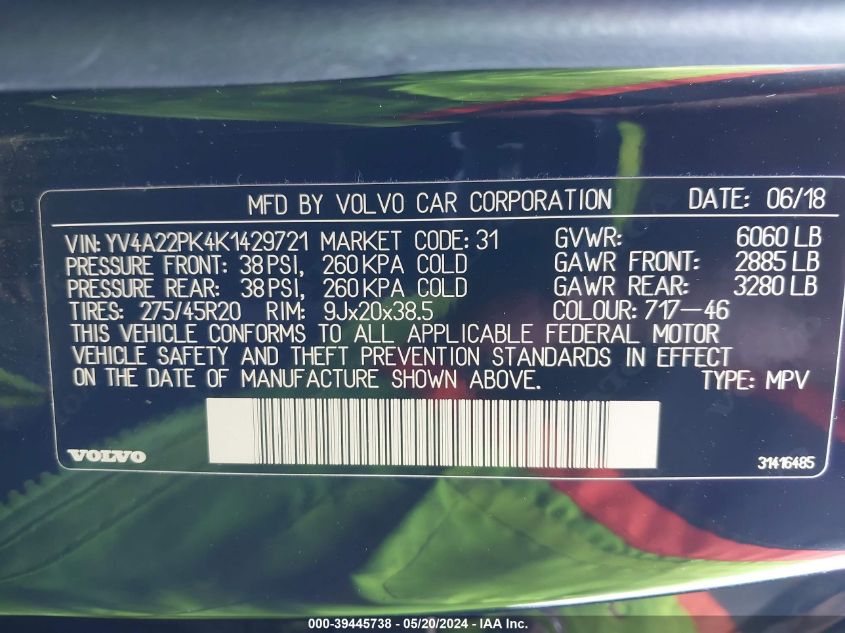 MFD BY VOLVO CAR CORPORATION DATE: 06/18
VIN: YV4A22PK4K1429721 MARKET CODE: 31 GVWR: 6060 LB
PRESSURE FRONT: 38 PSI, 260 KPA COLD GAWR FRONT: 2885 LB
PRESSURE REAR: 38 PSI, 260 KPA COLD GAWR REAR: 3280 LB
TIRES: 275/45R20 RIM: 9Jx20x38.5 COLOUR: 717-46
THIS VEHICLE CONFORMS TO ALL APPLICABLE FEDERAL MOTOR
VEHICLE SAFETY AND THEFT PREVENTION STANDARDS IN EFFECT
ON THE DATE OF MANUFACTURE SHOWN ABOVE. TYPE: MPV
VOLVO 31416485
000-39445738 - 05/20/2024 - IAA Inc.